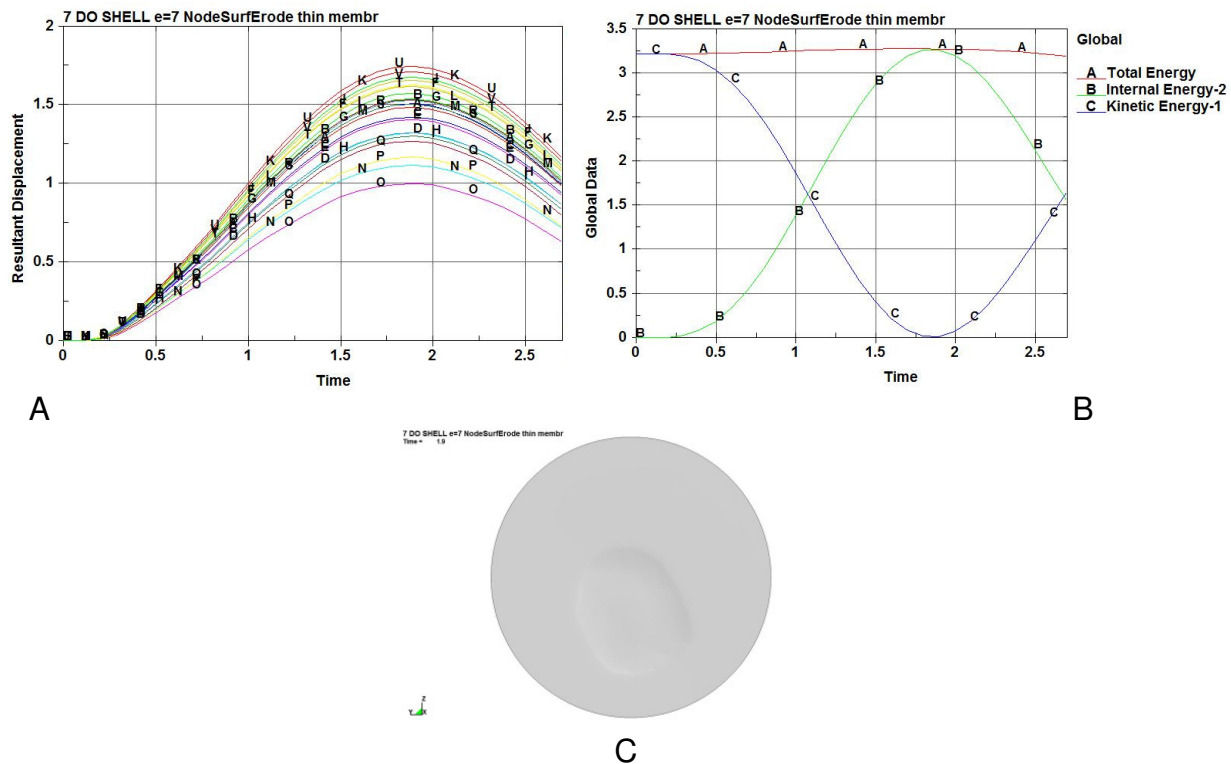 7 DO SHELL e=7 NodeSurfErode thin membr
2
1.5
1
0.5
0
Resultant Displacement
0 0.5 1 1.5 2 2.5
Time
A
7 DO SHELL e=7 NodeSurfErode thin membr
3.5
3
2.5
2
1.5
1
0.5
0
Global Data
0 0.5 1 1.5 2 2.5
Time
Global
A Total Energy
B Internal Energy-2
C Kinetic Energy-1
B
7 DO SHELL e=7 NodeSurfErode thin membr
Time = 1.9
Z
Y X
C